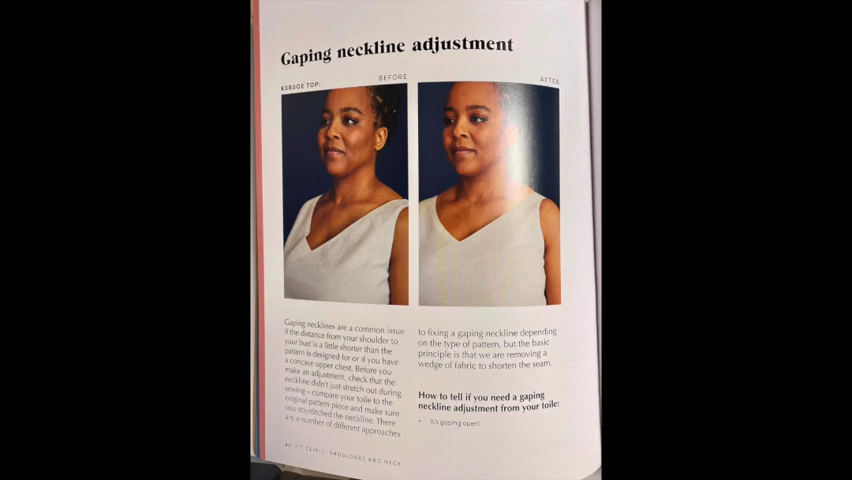 Gaping neckline adjustment
KERSOE TOP:
BEFORE
AFTER
Gaping necklines are a common issue
if the distance from your shoulder to
your bust is a little shorter than the
pattern is designed for or if you have
a concave upper chest. Before you
make an adjustment, check that the
neckline didn't just stretch out during
sewing – compare your toile to the
original pattern piece and make sure
you staystitched the neckline. There
are a number of different approaches
to fixing a gaping neckline depending
on the type of pattern, but the basic
principle is that we are removing a
wedge of fabric to shorten the seam.
How to tell if you need a gaping
neckline adjustment from your toile:
• It's gaping open!
FIT CLINIC: SHOULDERS AND NECK